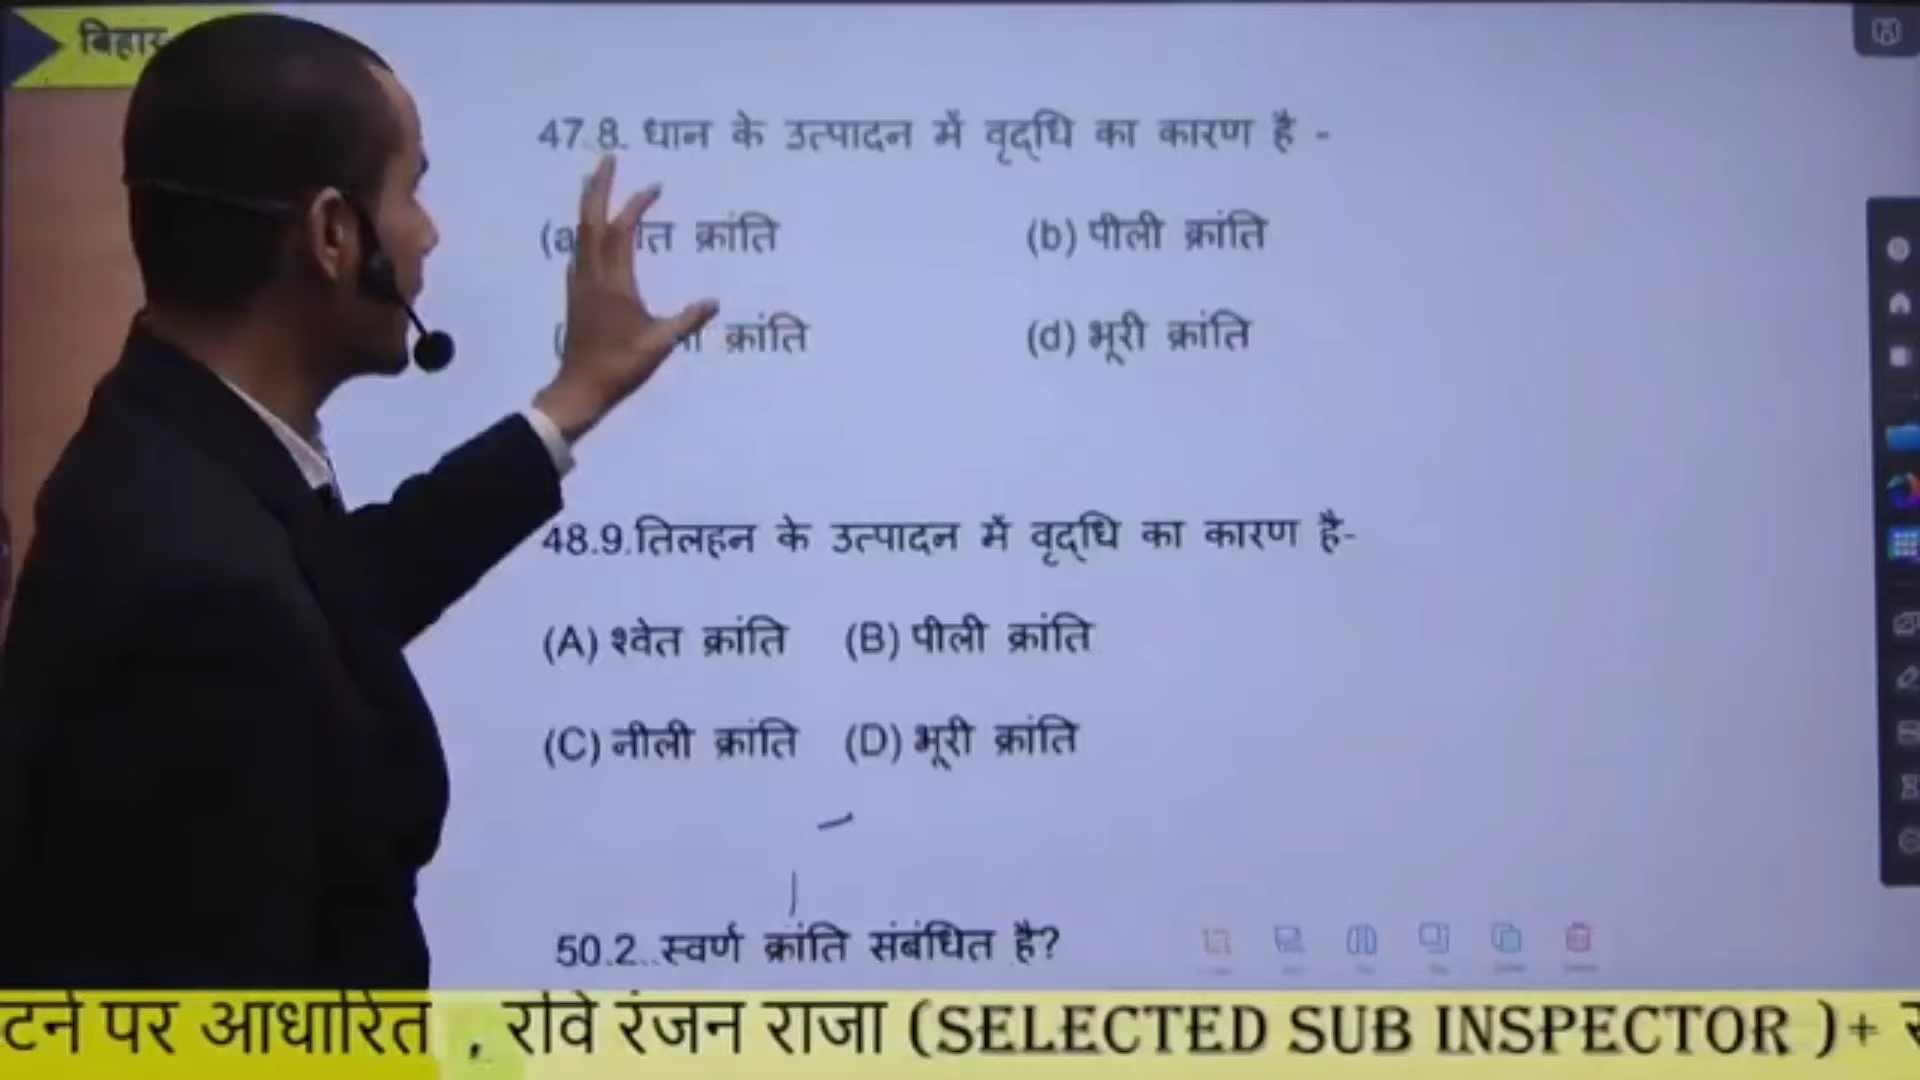 बिहार
47.8. धान के उत्पादन में वृद्धि का कारण है -
(a त क्रांति (b) पीली क्रांति
( क्रांति (d) भूरी क्रांति
48.9.तिलहन के उत्पादन में वृद्धि का कारण है-
(A) श्वेत क्रांति (B) पीली क्रांति
(C) नीली क्रांति (D) भूरी क्रांति
50.2..स्वर्ण क्रांति संबंधित है?
टर्न पर आधारित , रवि रंजन राजा (SELECTED SUB INSPECTOR )+